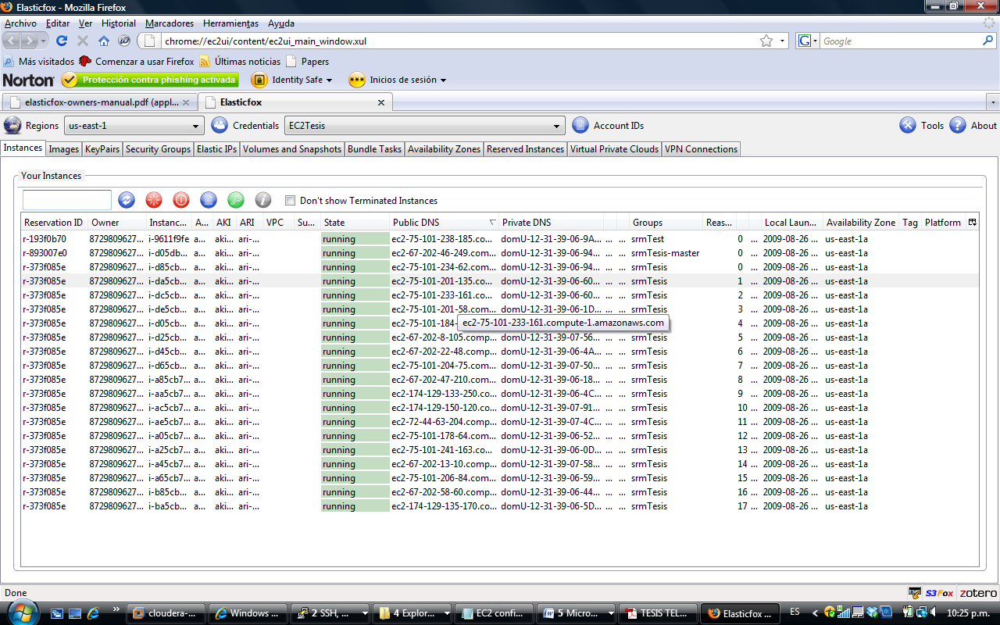 Elasticfox - Mozilla Firefox
Archivo Editar Ver Historial Marcadores Herramientas Ayuda
chrome://ec2ui/content/ec2ui_main_window.xul
Google
Más visitados Comenzar a usar Firefox Últimas noticias Papers
Norton Protección contra phishing activada Identity Safe Inicios de sesión
elasticfox-owners-manual.pdf (appl... Elasticfox
Regions us-east-1 Credentials EC2Tesis Account IDs Tools About
Instances Images KeyPairs Security Groups Elastic IPs Volumes and Snapshots Bundle Tasks Availability Zones Reserved Instances Virtual Private Clouds VPN Connections
Your Instances
Don't show Terminated Instances
Reservation ID Owner Instanc... A... AKI ARI VPC Su... State Public DNS Private DNS Groups Reas... Local Laun... Availability Zone Tag Platform
r-193f0b70 8729809627... i-9611f9fe a... aki... ari-... running ec2-75-101-238-185.co... domU-12-31-39-06-9A... ... ... srmTest 0 ... 2009-08-26 ... us-east-1a
r-893007e0 8729809627... i-d05db... a... aki... ari-... running ec2-67-202-46-249.com... domU-12-31-39-06-94... ... ... srmTesis-master 0 ... 2009-08-26 ... us-east-1a
r-373f085e 8729809627... i-d85cb... a... aki... ari-... running ec2-75-101-234-62.com... domU-12-31-39-06-94... ... ... srmTesis 0 ... 2009-08-26 ... us-east-1a
r-373f085e 8729809627... i-da5cb... a... aki... ari-... running ec2-75-101-201-135.co... domU-12-31-39-06-60... ... ... srmTesis 1 ... 2009-08-26 ... us-east-1a
r-373f085e 8729809627... i-dc5cb... a... aki... ari-... running ec2-75-101-233-161.co... domU-12-31-39-06-60... ... ... srmTesis 2 ... 2009-08-26 ... us-east-1a
r-373f085e 8729809627... i-de5cb... a... aki... ari-... running ec2-75-101-201-58.com... domU-12-31-39-06-1D... ... ... srmTesis 3 ... 2009-08-26 ... us-east-1a
r-373f085e 8729809627... i-d05cb... a... aki... ari-... running ec2-75-101-184- ec2-75-101-233-161.compute-1.amazonaws.com 4 ... 2009-08-26 ... us-east-1a
r-373f085e 8729809627... i-d25cb... a... aki... ari-... running ec2-67-202-8-105.comp... domU-12-31-39-07-56... ... ... srmTesis 5 ... 2009-08-26 ... us-east-1a
r-373f085e 8729809627... i-d45cb... a... aki... ari-... running ec2-67-202-22-48.com... domU-12-31-39-06-4A... ... ... srmTesis 6 ... 2009-08-26 ... us-east-1a
r-373f085e 8729809627... i-d65cb... a... aki... ari-... running ec2-75-101-204-75.com... domU-12-31-39-07-50... ... ... srmTesis 7 ... 2009-08-26 ... us-east-1a
r-373f085e 8729809627... i-a85cb7... a... aki... ari-... running ec2-67-202-47-210.com... domU-12-31-39-06-18... ... ... srmTesis 8 ... 2009-08-26 ... us-east-1a
r-373f085e 8729809627... i-aa5cb7... a... aki... ari-... running ec2-174-129-133-250.co... domU-12-31-39-06-4C... ... ... srmTesis 9 ... 2009-08-26 ... us-east-1a
r-373f085e 8729809627... i-ac5cb7... a... aki... ari-... running ec2-174-129-150-120.co... domU-12-31-39-07-91... ... ... srmTesis 10 ... 2009-08-26 ... us-east-1a
r-373f085e 8729809627... i-ae5cb7... a... aki... ari-... running ec2-72-44-63-204.comp... domU-12-31-39-07-4C... ... ... srmTesis 11 ... 2009-08-26 ... us-east-1a
r-373f085e 8729809627... i-a05cb7... a... aki... ari-... running ec2-75-101-178-64.com... domU-12-31-39-06-52... ... ... srmTesis 12 ... 2009-08-26 ... us-east-1a
r-373f085e 8729809627... i-a25cb7... a... aki... ari-... running ec2-75-101-241-163.co... domU-12-31-39-06-0D... ... ... srmTesis 13 ... 2009-08-26 ... us-east-1a
r-373f085e 8729809627... i-a45cb7... a... aki... ari-... running ec2-67-202-13-10.com... domU-12-31-39-07-58... ... ... srmTesis 14 ... 2009-08-26 ... us-east-1a
r-373f085e 8729809627... i-a65cb7... a... aki... ari-... running ec2-75-101-206-84.com... domU-12-31-39-06-59... ... ... srmTesis 15 ... 2009-08-26 ... us-east-1a
r-373f085e 8729809627... i-b85cb7... a... aki... ari-... running ec2-67-202-58-60.comp... domU-12-31-39-06-44... ... ... srmTesis 16 ... 2009-08-26 ... us-east-1a
r-373f085e 8729809627... i-ba5cb... a... aki... ari-... running ec2-174-129-135-170.co... domU-12-31-39-06-5D... ... ... srmTesis 17 ... 2009-08-26 ... us-east-1a
Done S3Fox zotero
cloudera-... Windows ... 2 SSH, ... 4 Explor... EC2 confi... 5 Micros... TESIS TEL... Elasticfox ... ES 10:25 p.m.